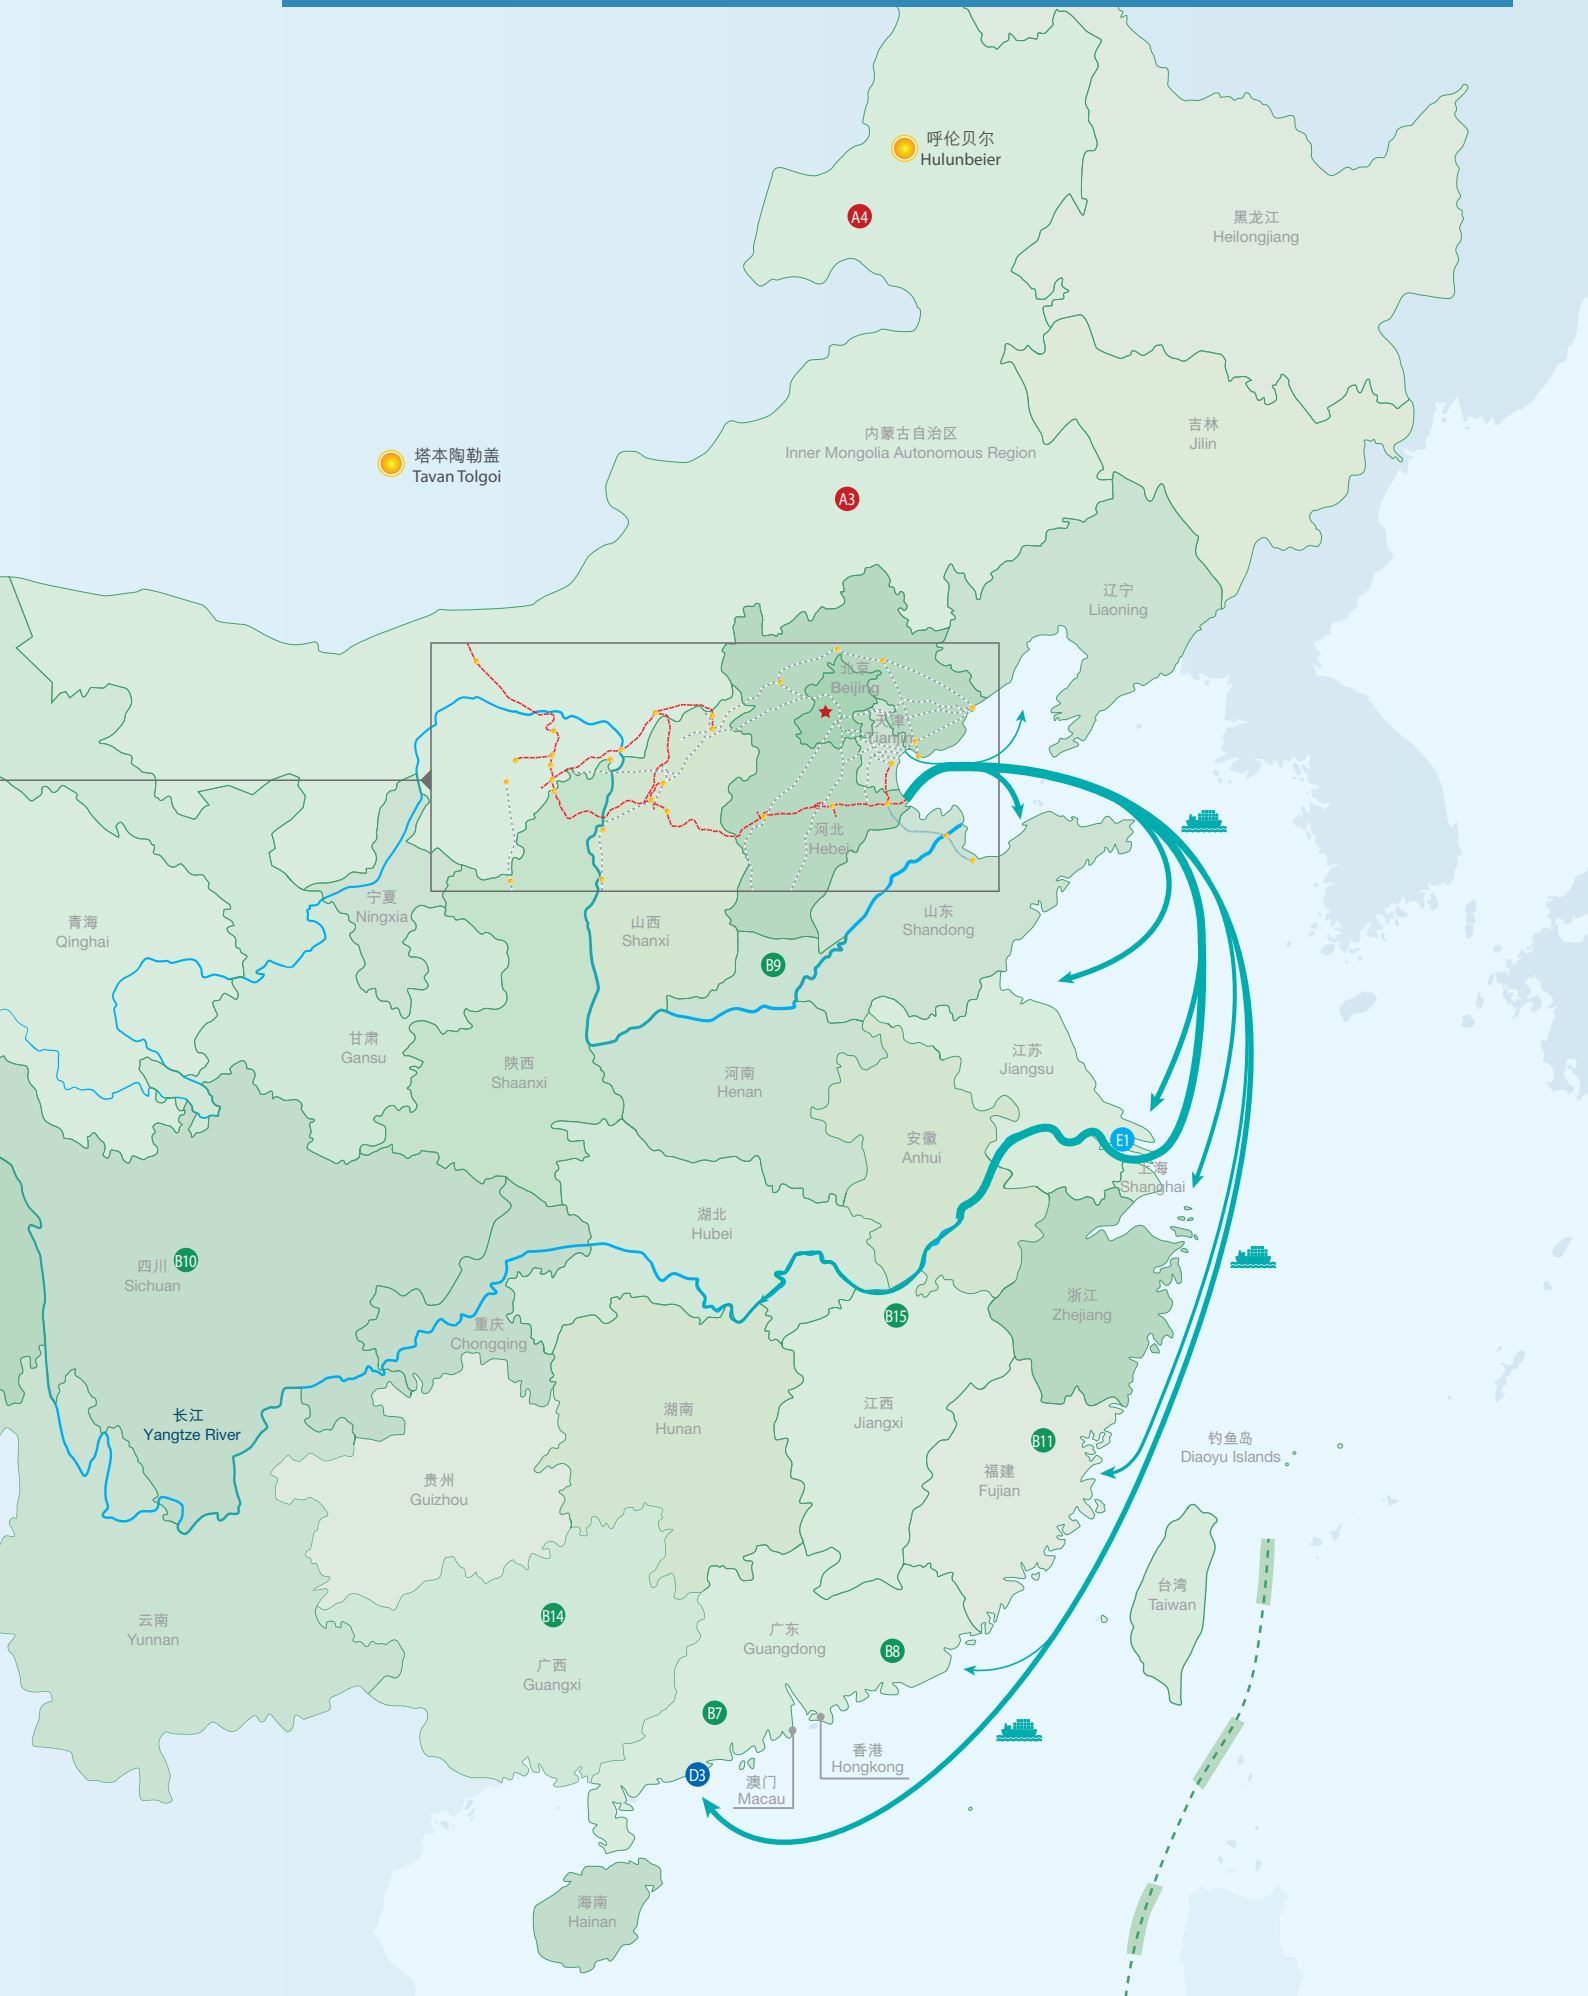 呼伦贝尔
Hulunbeier
A4
黑龙江
Heilongjiang
吉林
Jilin
内蒙古自治区
Inner Mongolia Autonomous Region
塔本陶勒盖
Tavan Tolgoi
A3
辽宁
Liaoning
北京
Beijing
天津
Tianjin
河北
Hebei
宁夏
Ningxia
青海
Qinghai
山西
Shanxi
山东
Shandong
B9
甘肃
Gansu
陕西
Shaanxi
河南
Henan
江苏
Jiangsu
安徽
Anhui
E1
上海
Shanghai
湖北
Hubei
四川
Sichuan
B10
重庆
Chongqing
B15
浙江
Zhejiang
长江
Yangtze River
湖南
Hunan
江西
Jiangxi
B11
福建
Fujian
钓鱼岛
Diaoyu Islands
贵州
Guizhou
台湾
Taiwan
云南
Yunnan
B14
广西
Guangxi
广东
Guangdong
B8
B7
D3
香港
Hongkong
澳门
Macau
海南
Hainan